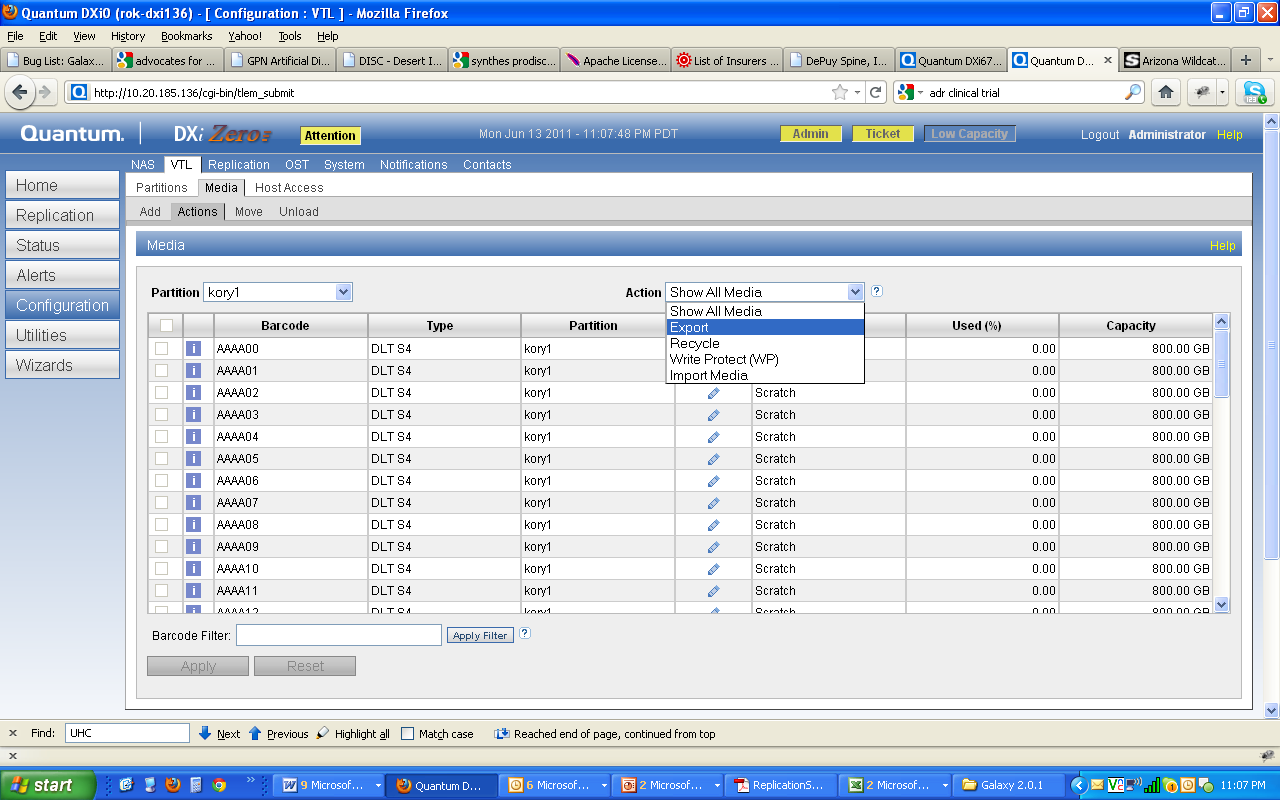 Quantum DXi0 (rok-dxi136) - [ Configuration : VTL ] - Mozilla Firefox
File Edit View History Bookmarks Yahoo! Tools Help
Bug List: Galax... advocates for ... GPN Artificial Di... DISC - Desert I... synthes prodisc... Apache License... List of Insurers ... DePuy Spine, I... Quantum DXi67... Quantum D... Arizona Wildcat...
http://10.20.185.136/cgi-bin/tlem_submit adr clinical trial
Quantum. DXi Zero Attention Mon Jun 13 2011 - 11:07:48 PM PDT Admin Ticket Low Capacity Logout Administrator Help
NAS VTL Replication OST System Notifications Contacts
Home
Replication
Status
Alerts
Configuration
Utilities
Wizards
Partitions Media Host Access
Add Actions Move Unload
Media Help
Partition kory1 Action Show All Media ?
Show All Media
Export
Recycle
Write Protect (WP)
Import Media
Barcode Type Partition Used (%) Capacity
i AAAA00 DLT S4 kory1 0.00 800.00 GB
i AAAA01 DLT S4 kory1 0.00 800.00 GB
i AAAA02 DLT S4 kory1 Scratch 0.00 800.00 GB
i AAAA03 DLT S4 kory1 Scratch 0.00 800.00 GB
i AAAA04 DLT S4 kory1 Scratch 0.00 800.00 GB
i AAAA05 DLT S4 kory1 Scratch 0.00 800.00 GB
i AAAA06 DLT S4 kory1 Scratch 0.00 800.00 GB
i AAAA07 DLT S4 kory1 Scratch 0.00 800.00 GB
i AAAA08 DLT S4 kory1 Scratch 0.00 800.00 GB
i AAAA09 DLT S4 kory1 Scratch 0.00 800.00 GB
i AAAA10 DLT S4 kory1 Scratch 0.00 800.00 GB
i AAAA11 DLT S4 kory1 Scratch 0.00 800.00 GB
i AAAA12 DLT S4 kory1 Scratch 0.00 800.00 GB
Barcode Filter: Apply Filter ?
Apply Reset
× Find: UHC Next Previous Highlight all Match case Reached end of page, continued from top
start 9 Microsof... Quantum D... 6 Microsof... 2 Microsof... ReplicationS... 2 Microsof... Galaxy 2.0.1 11:07 PM